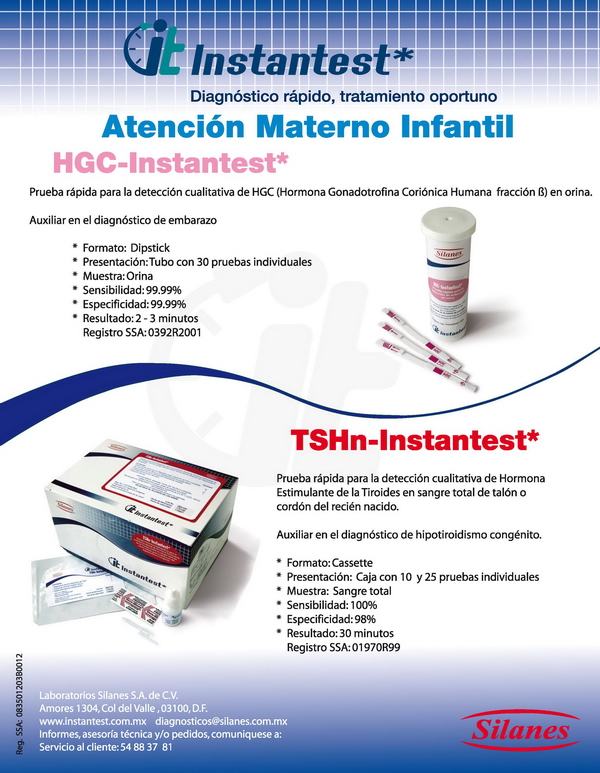 it Instantest*
Diagnóstico rápido, tratamiento oportuno
Atención Materno Infantil
HGC-Instantest*
Prueba rápida para la detección cualitativa de HGC (Hormona Gonadotrofina Coriónica Humana fracción ß) en orina.
Auxiliar en el diagnóstico de embarazo
* Formato: Dipstick
* Presentación: Tubo con 30 pruebas individuales
* Muestra: Orina
* Sensibilidad: 99.99%
* Especificidad: 99.99%
* Resultado: 2 - 3 minutos
Registro SSA: 0392R2001
Silanes
it Instantest*
TSHn-Instantest*
Prueba rápida para la detección cualitativa de Hormona
Estimulante de la Tiroides en sangre total de talón o
cordón del recién nacido.
Auxiliar en el diagnóstico de hipotiroidismo congénito.
* Formato: Cassette
* Presentación: Caja con 10 y 25 pruebas individuales
* Muestra: Sangre total
* Sensibilidad: 100%
* Especificidad: 98%
* Resultado: 30 minutos
Registro SSA: 01970R99
it Instantest*
it Instantest*
Reg. SSA: 083501203B0012
Laboratorios Silanes S.A. de C.V.
Amores 1304, Col del Valle , 03100, D.F.
www.instantest.com.mx diagnosticos@silanes.com.mx
Informes, asesoría técnica y/o pedidos, comuniquese a:
Servicio al cliente: 54 88 37 81
Silanes